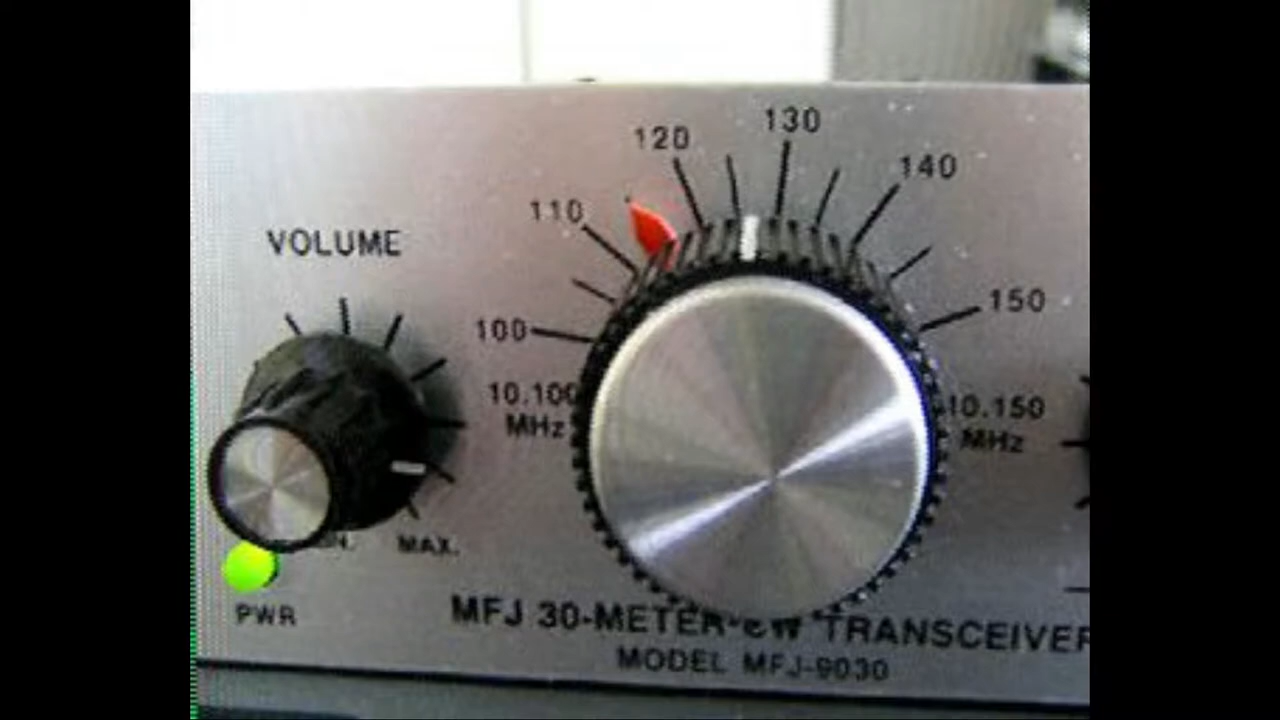 130
120
140
110
VOLUME
150
100
10.100
MHz
10.150
MHz
MAX.
PWR
MFJ 30-METER CW TRANSCEIVER
MODEL MFJ-9030